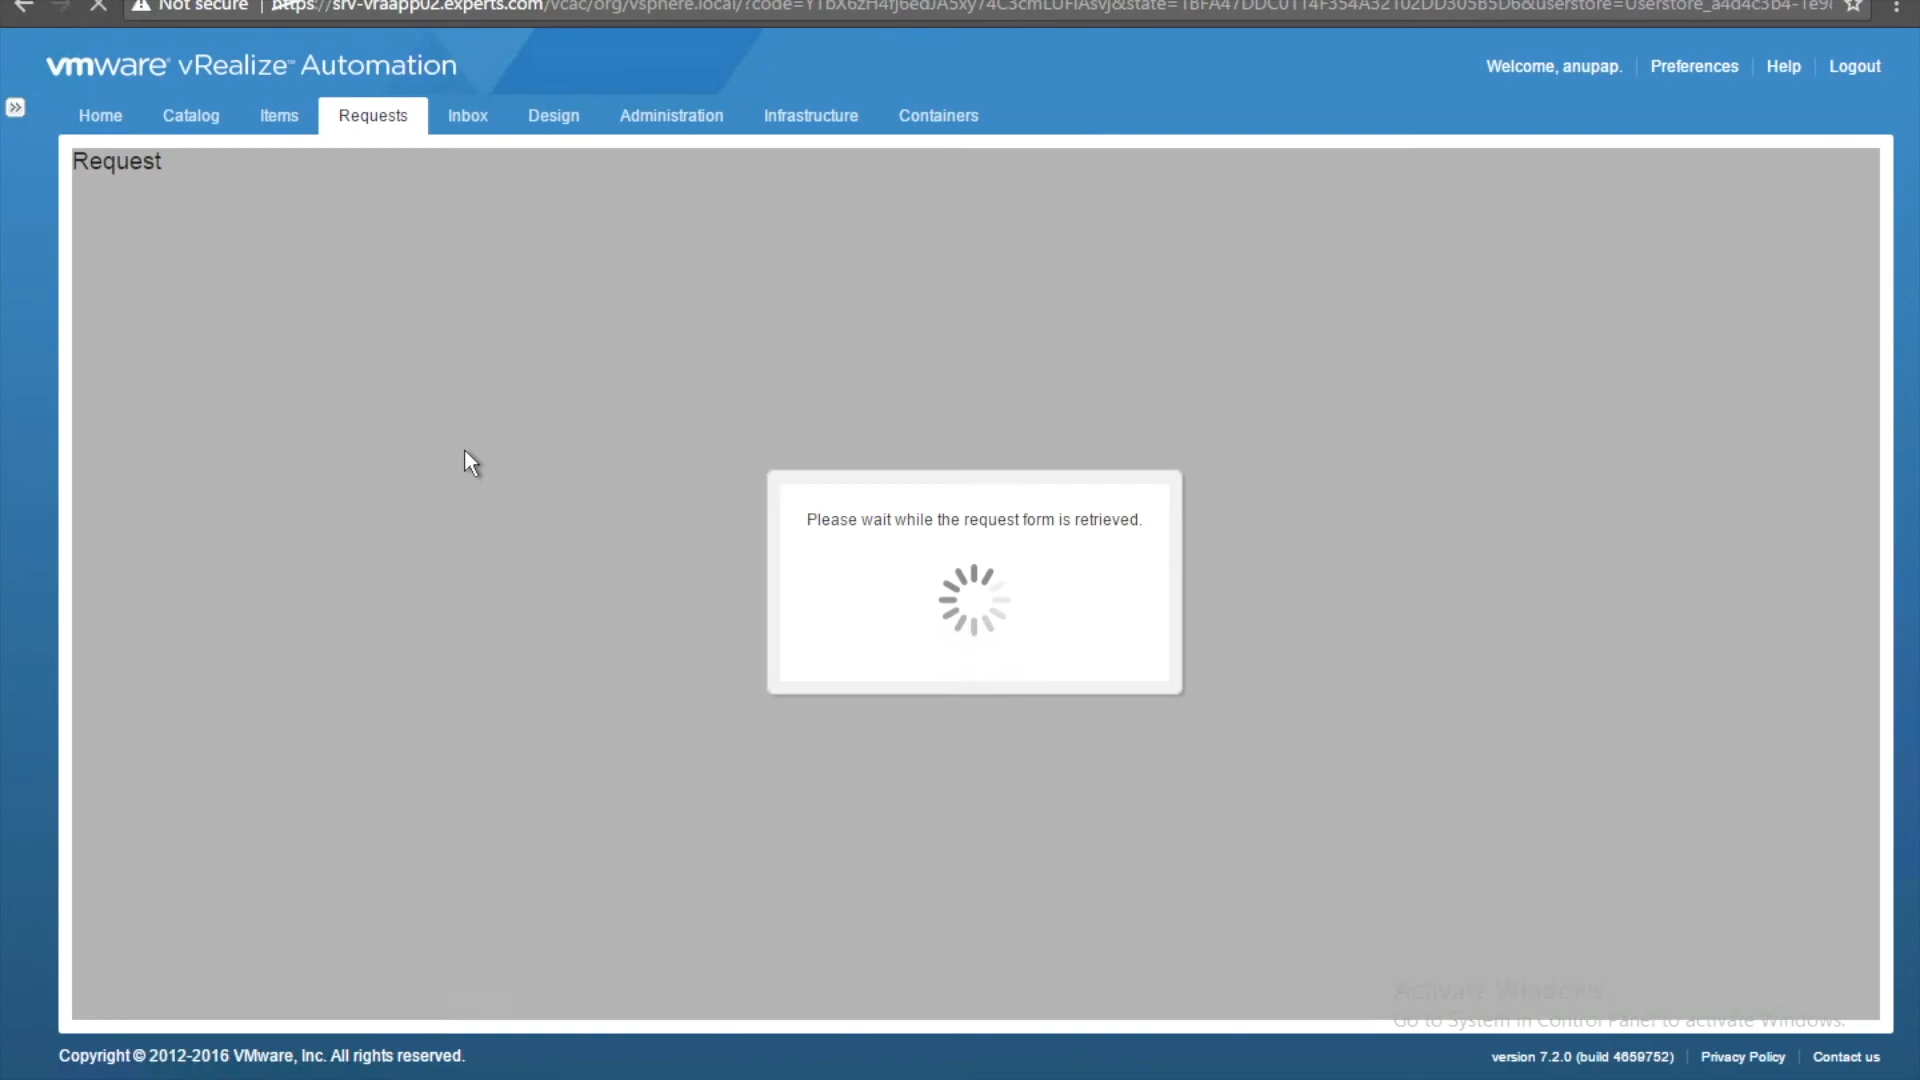 Not secure | https://srv-vraapp02.experts.com/vcac/org/vsphere.local/?code=
vmware vRealize™ Automation
Welcome, anupap. Preferences Help Logout
Home Catalog Items Requests Inbox Design Administration Infrastructure Containers
Request
Please wait while the request form is retrieved.
Activate Windows
Go to System in Control Panel to activate Windows.
Copyright © 2012-2016 VMware, Inc. All rights reserved.
version 7.2.0 (build 4659752) Privacy Policy Contact us